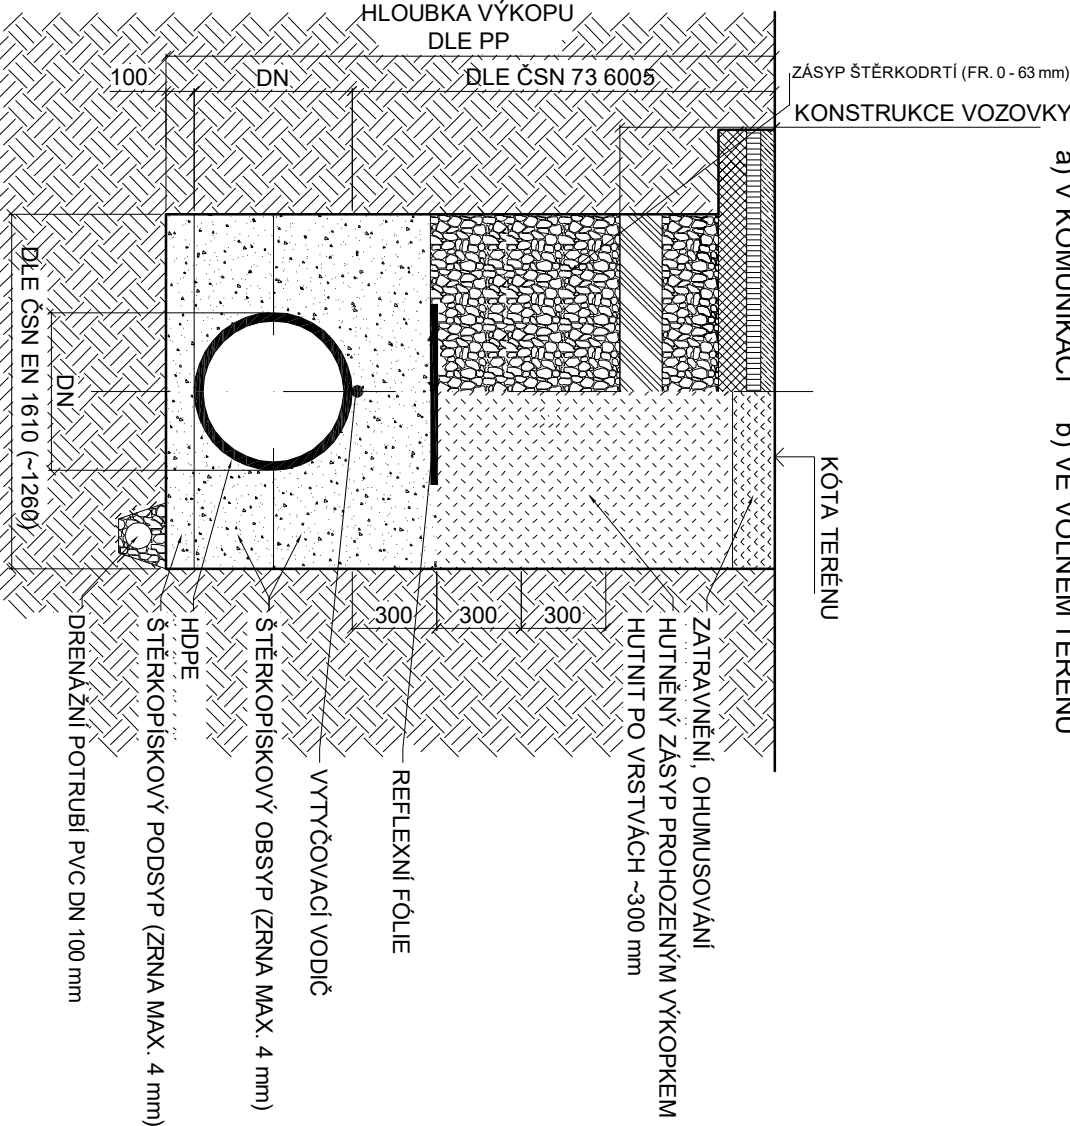 HLOUBKA VÝKOPU
DLE PP
100
DN
DLE ČSN 73 6005
ZÁSYP ŠTĚRKODRTÍ (FR. 0 - 63 mm)
KONSTRUKCE VOZOVKY
a) V KOMUNIKACI
b) VE VOLNÉM TERÉNU
KÓTA TERÉNU
ZATRAVNĚNÍ, OHUMUSOVÁNÍ
HUTNĚNÝ ZÁSYP PROHOZENÝM VÝKOPKEM
HUTNIT PO VRSTVÁCH ~300 mm
300
300
300
REFLEXNÍ FÓLIE
VYTYČOVACÍ VODIČ
ŠTĚRKOPÍSKOVÝ OBSYP (ZRNA MAX. 4 mm)
HDPE
ŠTĚRKOPÍSKOVÝ PODSYP (ZRNA MAX. 4 mm)
DRENÁŽNÍ POTRUBÍ PVC DN 100 mm
DN
DLE ČSN EN 1610 (~1260)